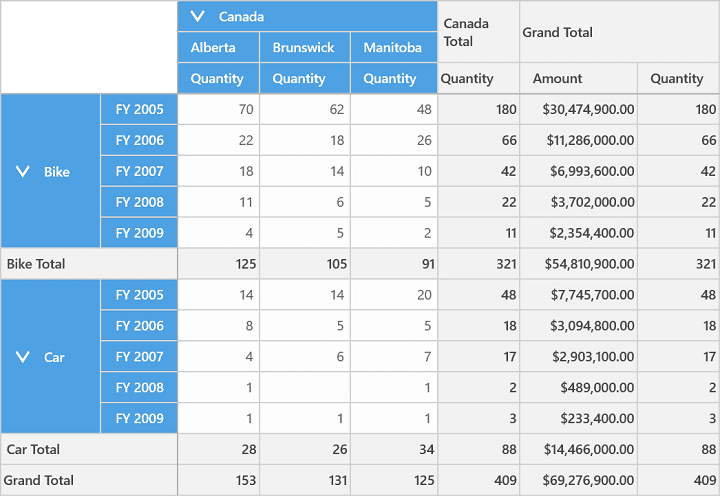 Canada
Canada Total
Grand Total
Alberta Brunswick Manitoba
Quantity Quantity Quantity Quantity Amount Quantity
Bike
FY 2005 70 62 48 180 $30,474,900.00 180
FY 2006 22 18 26 66 $11,286,000.00 66
FY 2007 18 14 10 42 $6,993,600.00 42
FY 2008 11 6 5 22 $3,702,000.00 22
FY 2009 4 5 2 11 $2,354,400.00 11
Bike Total 125 105 91 321 $54,810,900.00 321
Car
FY 2005 14 14 20 48 $7,745,700.00 48
FY 2006 8 5 5 18 $3,094,800.00 18
FY 2007 4 6 7 17 $2,903,100.00 17
FY 2008 1 1 2 $489,000.00 2
FY 2009 1 1 1 3 $233,400.00 3
Car Total 28 26 34 88 $14,466,000.00 88
Grand Total 153 131 125 409 $69,276,900.00 409